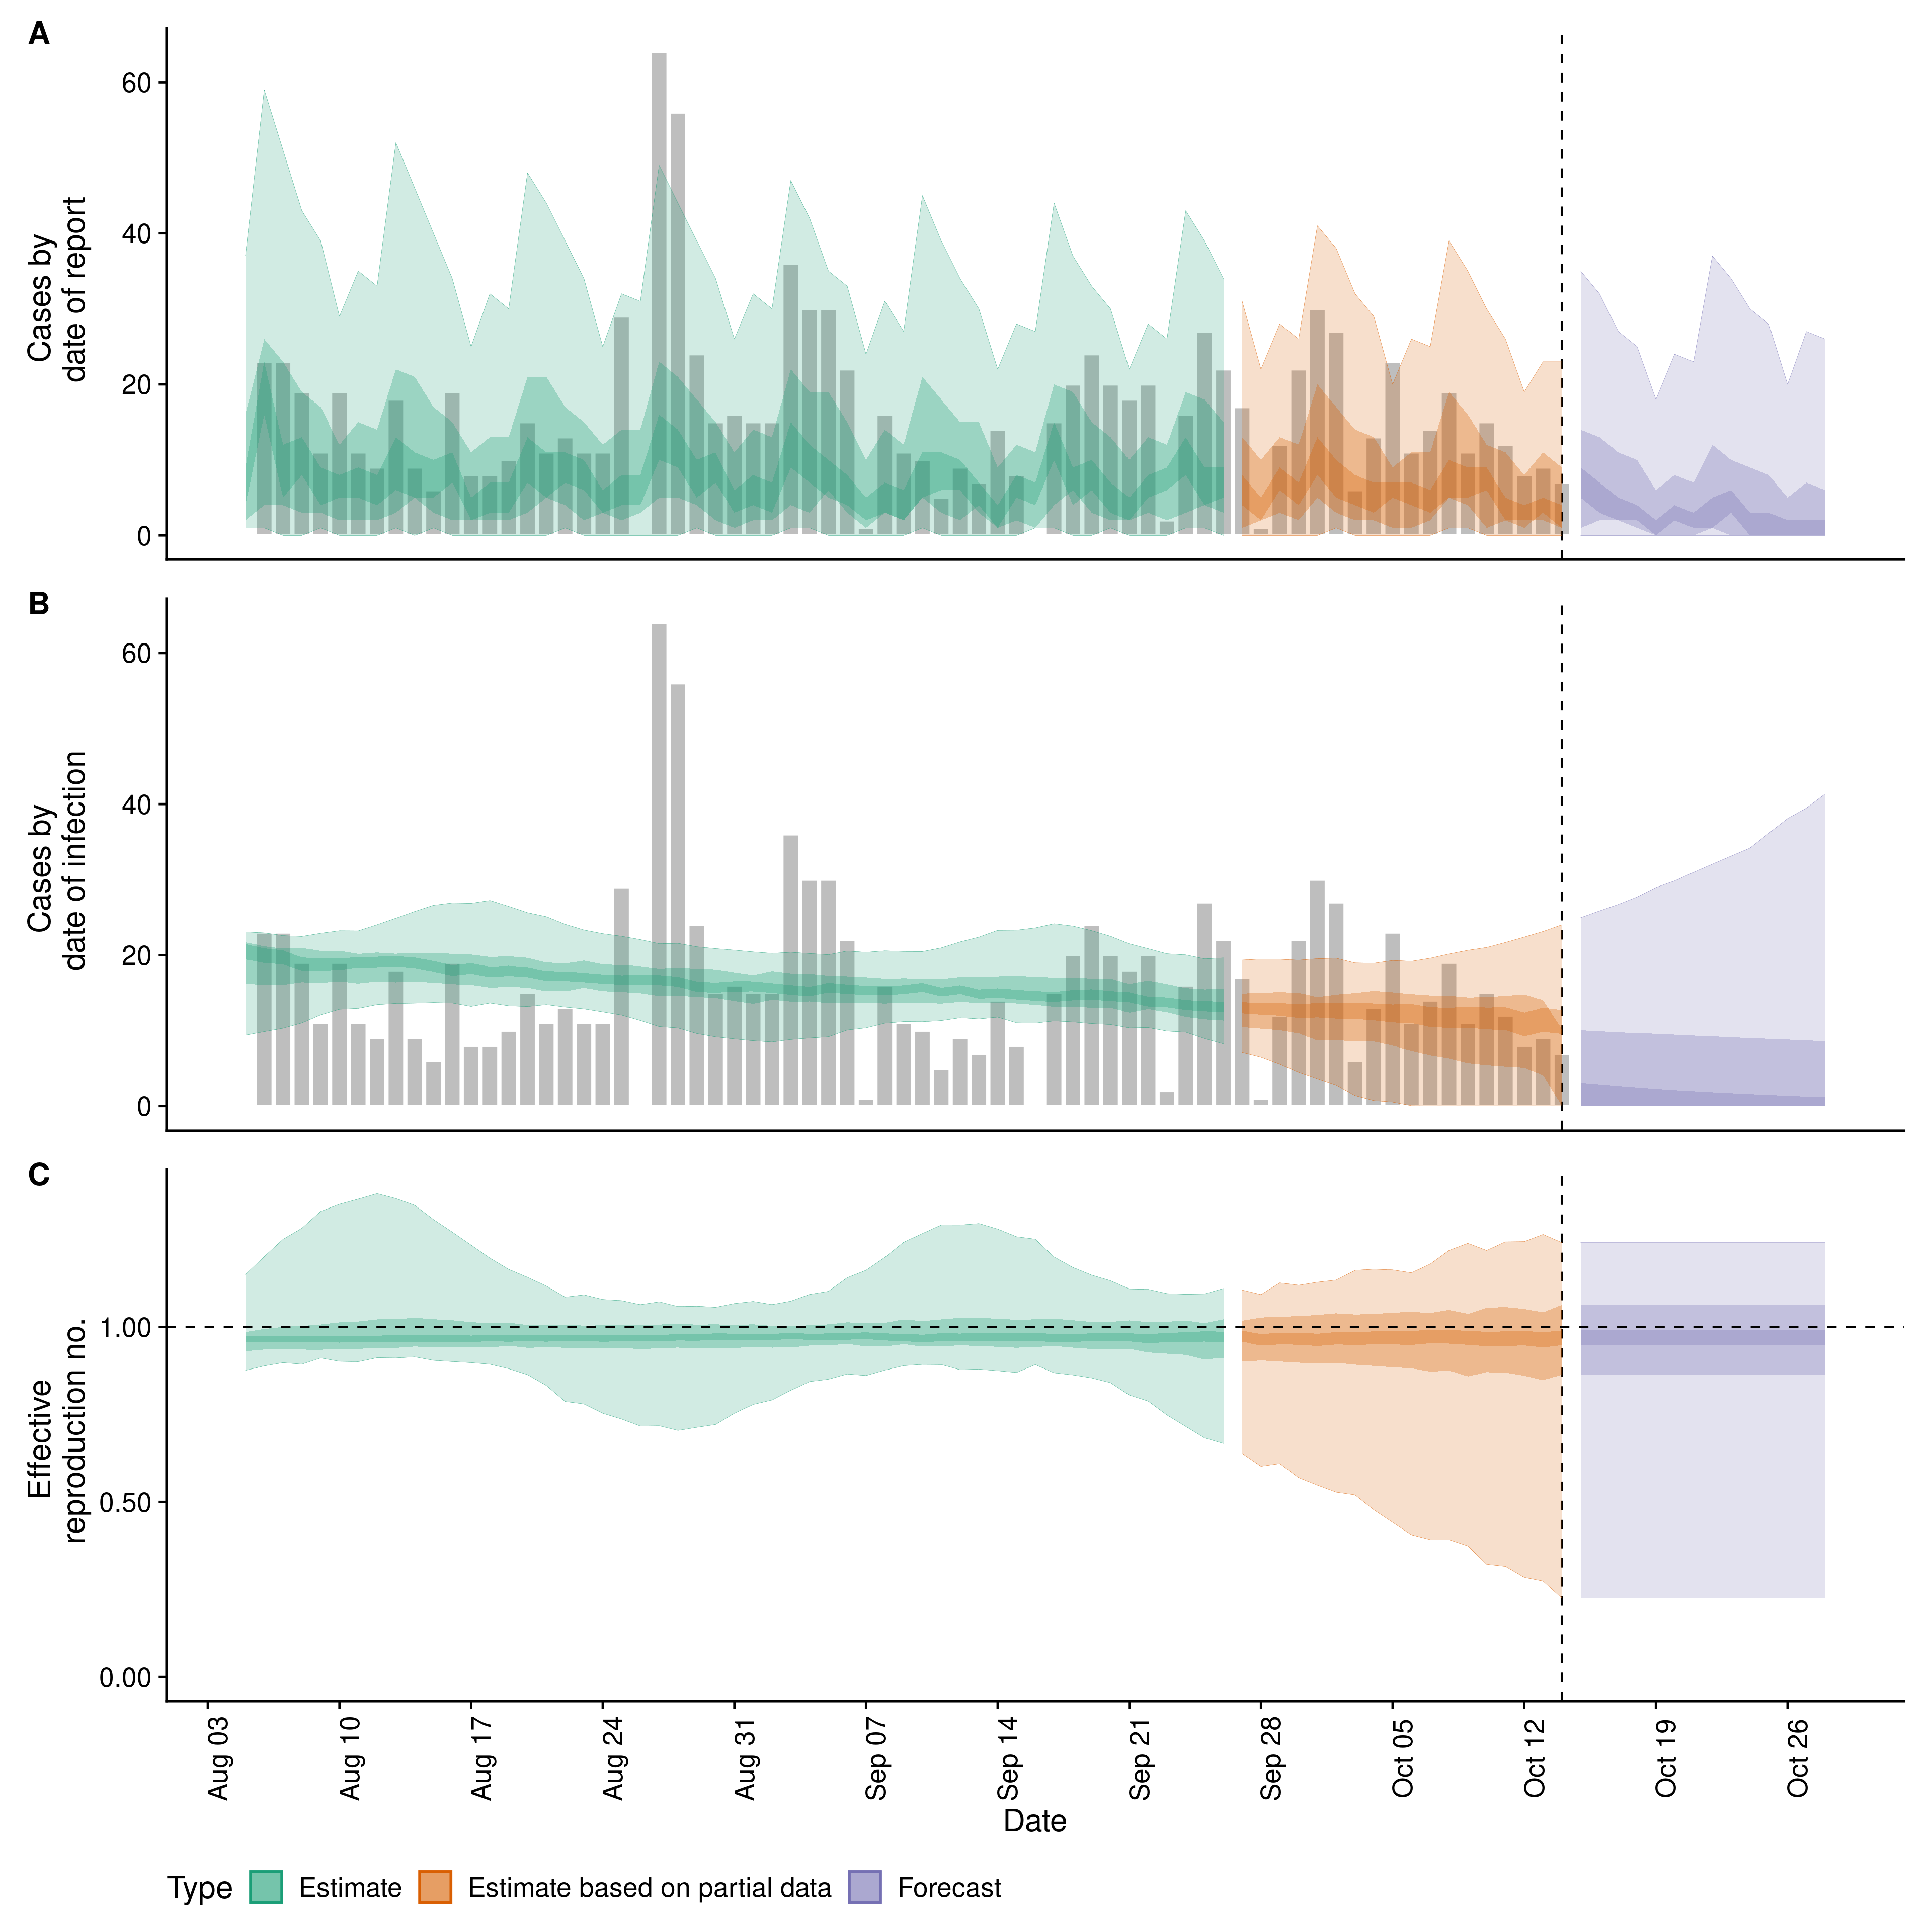 A
60
40
20
0
Cases by
date of report
B
60
40
20
0
Cases by
date of infection
C
1.00
0.50
0.00
Effective
reproduction no.
Aug 03
Aug 10
Aug 17
Aug 24
Aug 31
Sep 07
Sep 14
Sep 21
Sep 28
Oct 05
Oct 12
Oct 19
Oct 26
Date
Type Estimate Estimate based on partial data Forecast